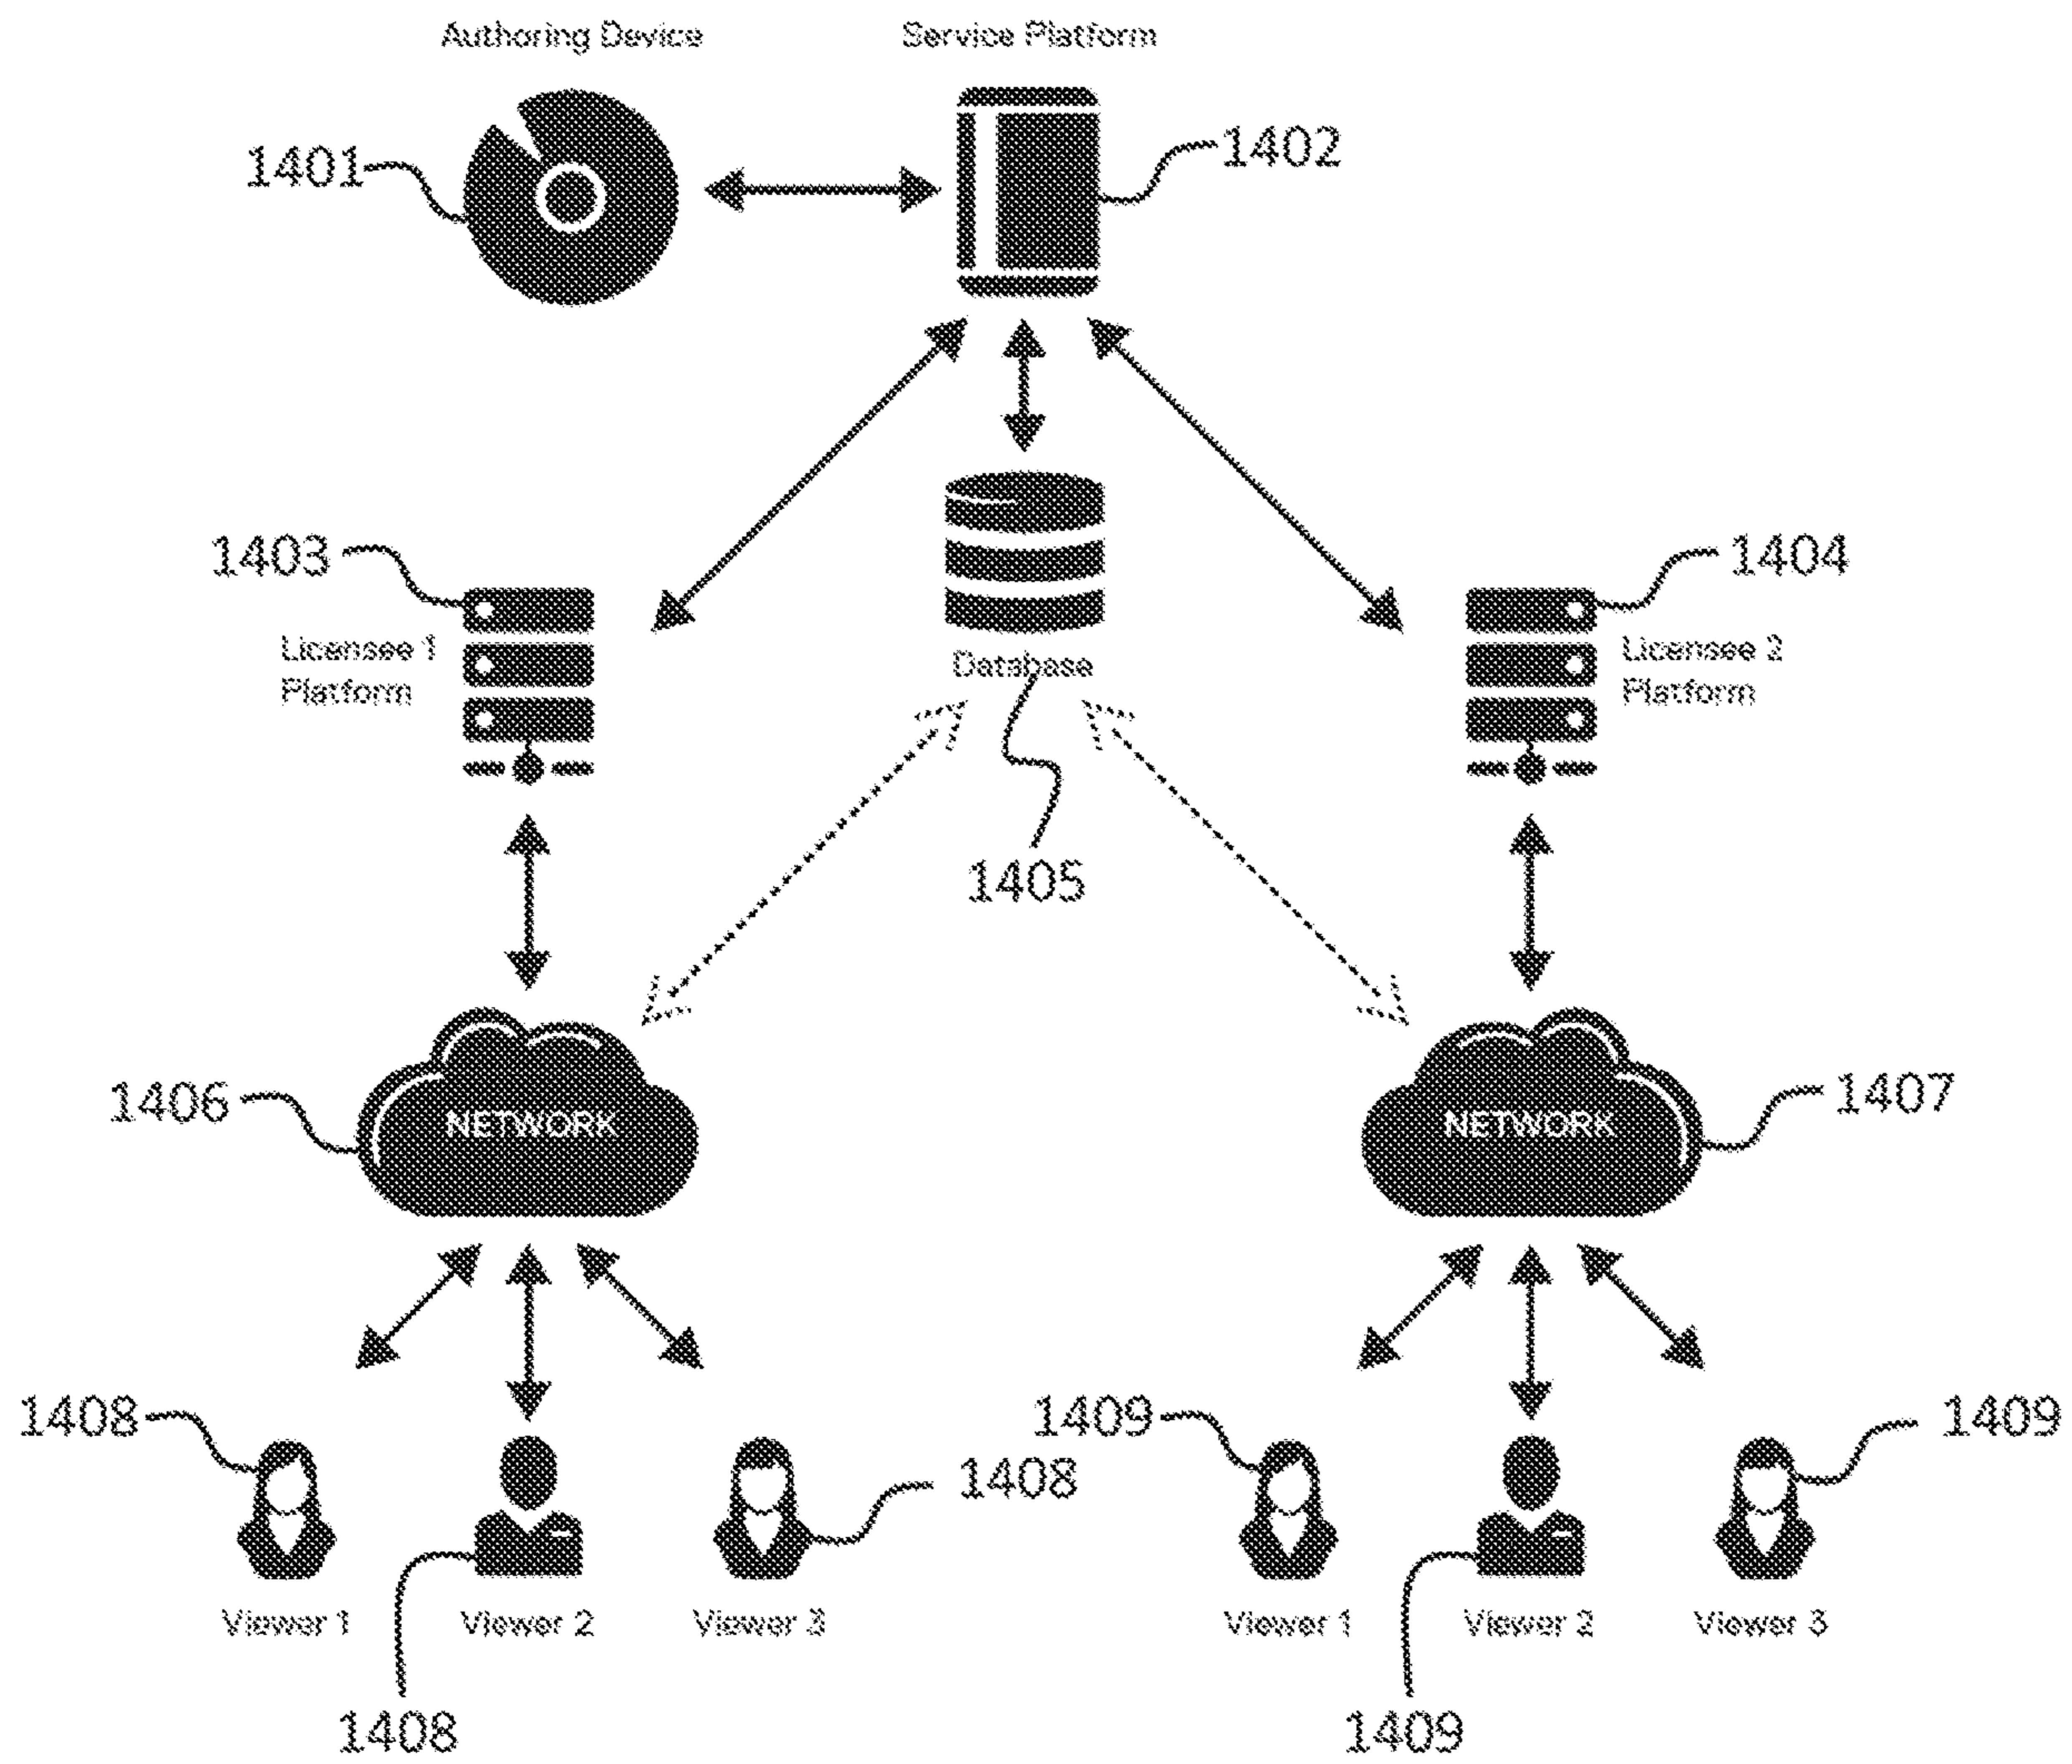 Authoring Device
Service Platform
1401
1402
1403
Licensee 1
Platform
Database
1404
Licensee 2
Platform
1405
1406
NETWORK
NETWORK
1407
1408
1408
1409
1409
Viewer 1
Viewer 2
Viewer 3
Viewer 1
Viewer 2
Viewer 3
1408
1409